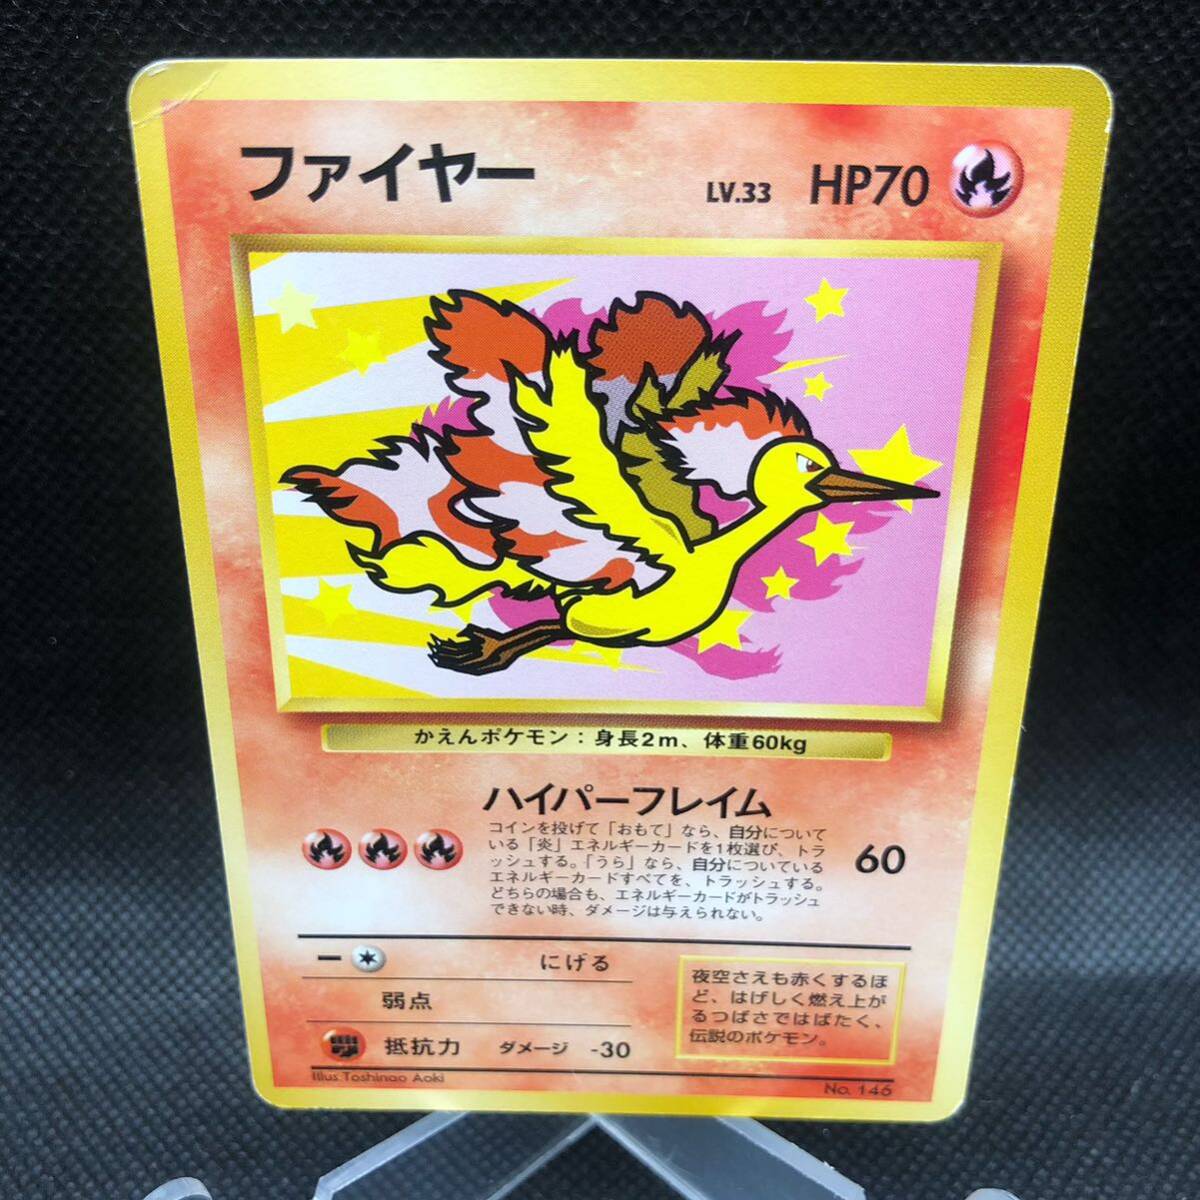 ファイヤー LV.33 HP70
かえんポケモン：身長2m、体重60kg
ハイパーフレイム
コインを投げて「おもて」なら、自分につい­て
いる「炎」エネルギーカードを1枚選び、トラ
ッシュする。「うら」なら、自分についている
エネルギーカードすべてを、トラッシュする。
どちらの場合も、エネルギーカードがトラッシュ
できない時、ダメージは与えられない。
60
ー にげる
弱点
抵抗力 ダメージ -30
夜空さえも赤くするほ
ど、はげしく燃え上が
るつばさではばたく、
伝説のポケモン。
Illus. Toshinao Aoki
No. 146